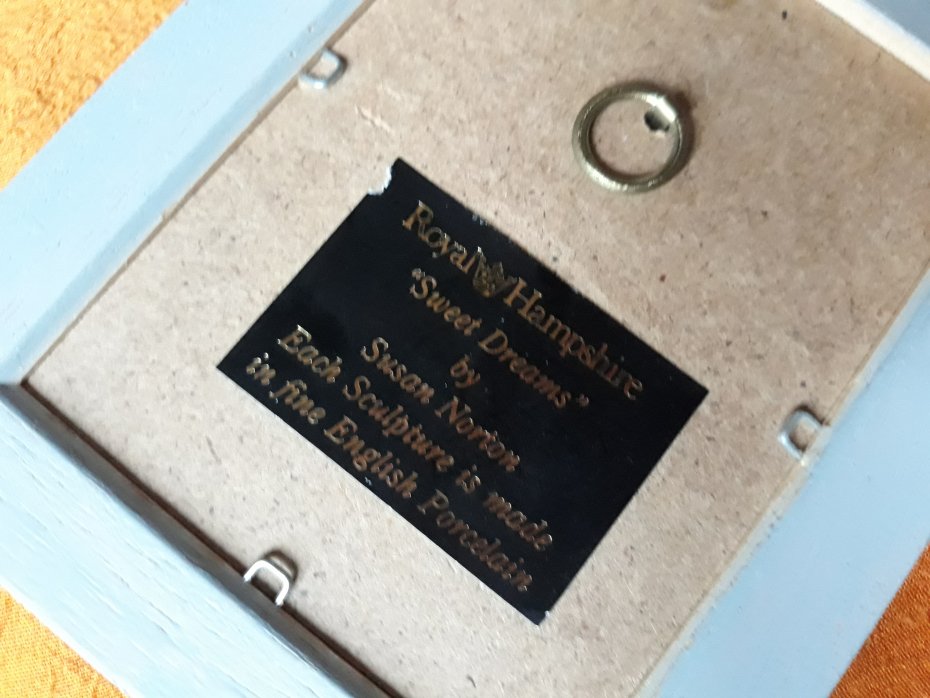 Royal Hampshire
"Sweet Dreams"
by
Susan Norton
Each Sculpture is made
in fine English Porcelain